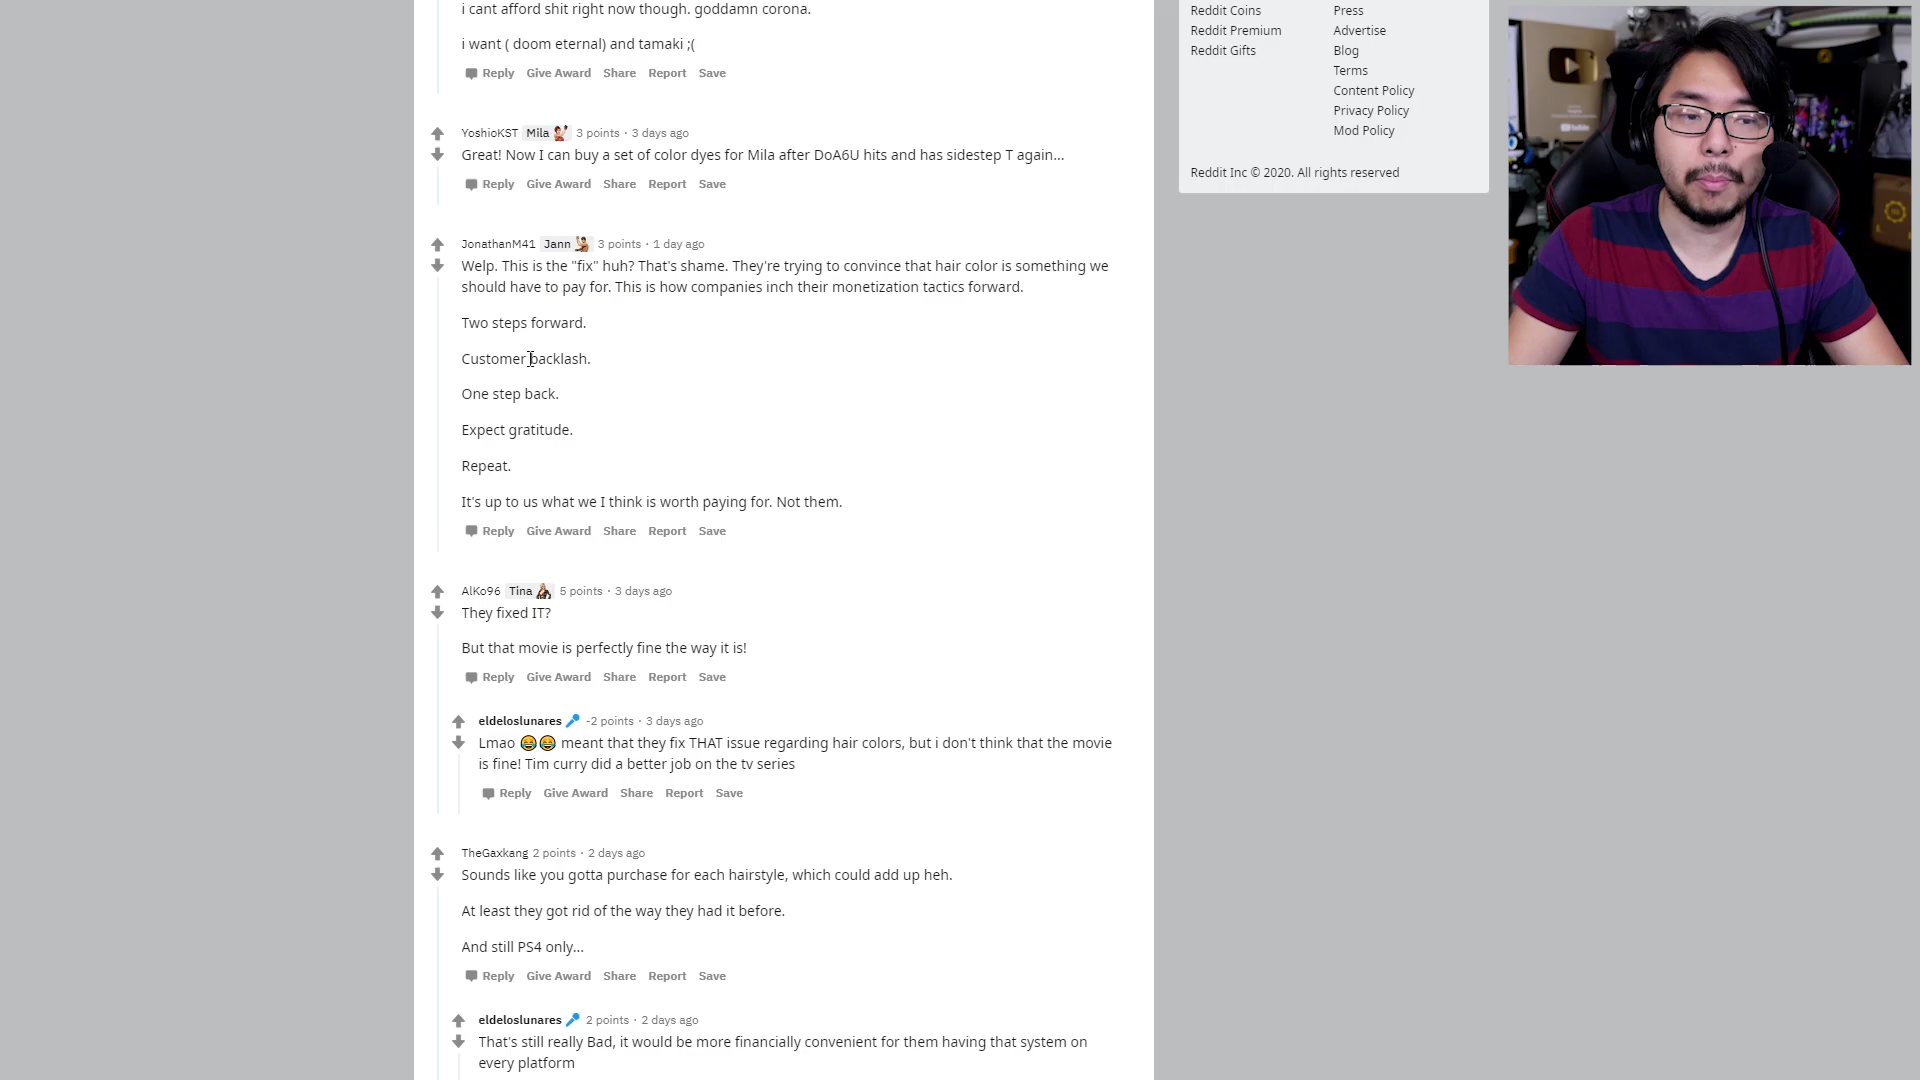 i cant afford shit right now though. goddamn corona.
i want ( doom eternal) and tamaki ;(
Reply Give Award Share Report Save
YoshioKST Mila 3 points · 3 days ago
Great! Now I can buy a set of color dyes for Mila after DoA6U hits and has sidestep T again...
Reply Give Award Share Report Save
JonathanM41 Jann 3 points · 1 day ago
Welp. This is the "fix" huh? That's shame. They're trying to convince that hair color is something we
should have to pay for. This is how companies inch their monetization tactics forward.
Two steps forward.
Customer backlash.
One step back.
Expect gratitude.
Repeat.
It's up to us what we I think is worth paying for. Not them.
Reply Give Award Share Report Save
AlKo96 Tina 5 points · 3 days ago
They fixed IT?
But that movie is perfectly fine the way it is!
Reply Give Award Share Report Save
eldeloslunares -2 points · 3 days ago
Lmao 😂😂 meant that they fix THAT issue regarding hair colors, but i don't think that the movie
is fine! Tim curry did a better job on the tv series
Reply Give Award Share Report Save
TheGaxkang 2 points · 2 days ago
Sounds like you gotta purchase for each hairstyle, which could add up heh.
At least they got rid of the way they had it before.
And still PS4 only...
Reply Give Award Share Report Save
eldeloslunares 2 points · 2 days ago
That's still really Bad, it would be more financially convenient for them having that system on
every platform
Reddit Coins
Reddit Premium
Reddit Gifts
Press
Advertise
Blog
Terms
Content Policy
Privacy Policy
Mod Policy
Reddit Inc © 2020. All rights reserved